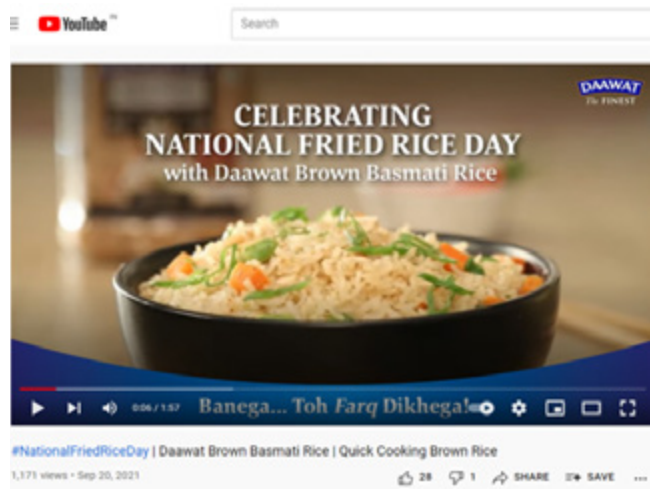 YouTube
Search
DAAWAT
The FINEST
CELEBRATING
NATIONAL FRIED RICE DAY
with Daawat Brown Basmati Rice
0:06 / 1:57
Banega... Toh Farq Dikhega!
#NationalFriedRiceDay | Daawat Brown Basmati Rice | Quick Cooking Brown Rice
1,171 views • Sep 20, 2021
28
1
SHARE
SAVE
...